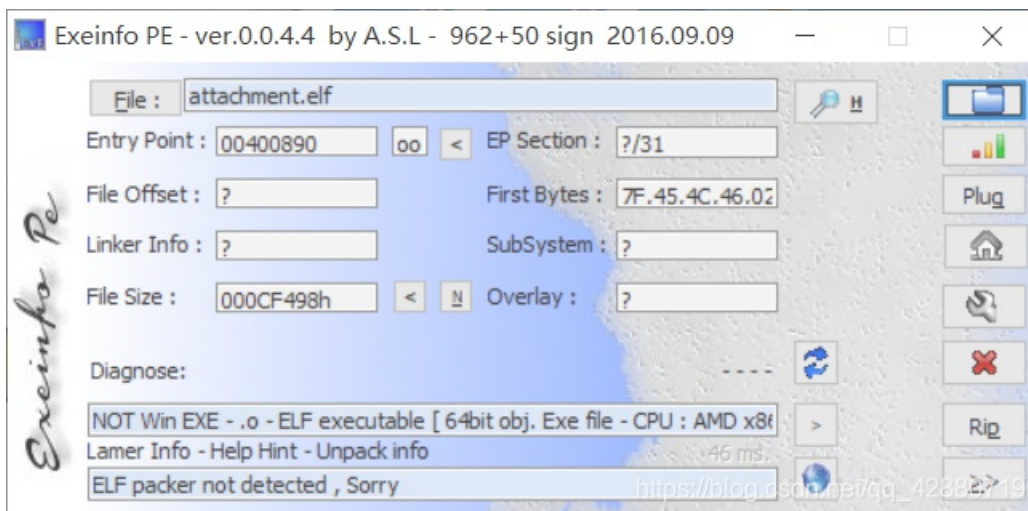 Exeinfo PE - ver.0.0.4.4 by A.S.L - 962+50 sign 2016.09.09
Exeinfo Pe
File : attachment.elf H
Entry Point : 00400890 oo < EP Section : ?/31
File Offset : ? First Bytes : 7F.45.4C.46.02 Plug
Linker Info : ? SubSystem : ?
File Size : 000CF498h < N Overlay : ?
Diagnose: - - - -
NOT Win EXE - .o - ELF executable [ 64bit obj. Exe file - CPU : AMD x86 > Rip
Lamer Info - Help Hint - Unpack info 46 ms.
ELF packer not detected , Sorry >>